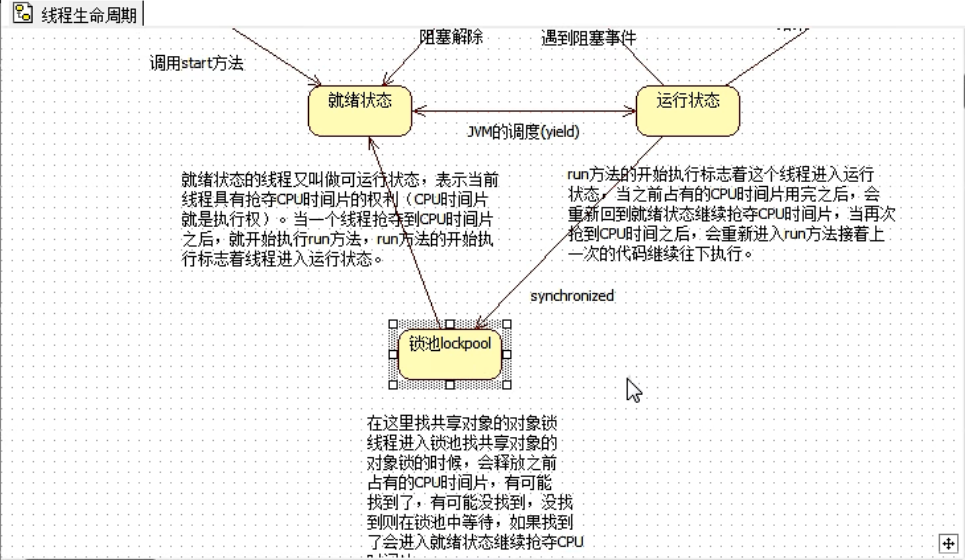 线程生命周期
阻塞解除
遇到阻塞事件
调用start方法
就绪状态
运行状态
JVM的调度(yield)
就绪状态的线程又叫做可运行状态，表示当前
线程具有抢夺CPU时间片的权利（CPU时间片
就是执行权）。当一个线程抢夺到CPU时间片
之后，就开始执行run方法，run方法的开始执
行标志着线程进入运行状态。
run方法的开始执行标志着这个线程进入运行
状态，当之前占有的CPU时间片用完之后，会
重新回到就绪状态继续抢夺CPU时间片，当再次
抢到CPU时间之后，会重新进入run方法接着上
一次的代码继续往下执行。
synchronized
锁池lockpool
在这里找共享对象的对象锁
线程进入锁池找共享对象的
对象锁的时候，会释放之前
占有的CPU时间片，有可能
找到了，有可能没找到，没找
到则在锁池中等待，如果找到
了会进入就绪状态继续抢夺CPU